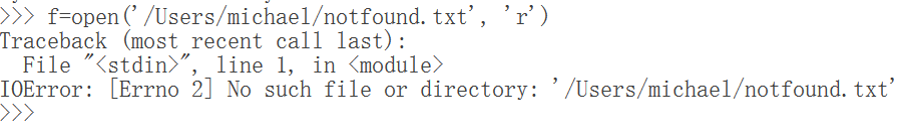 >>> f=open('/Users/michael/notfound.txt', 'r')
Traceback (most recent call last):
  File "<stdin>", line 1, in <module>
IOError: [Errno 2] No such file or directory: '/Users/michael/notfound.txt'
>>>